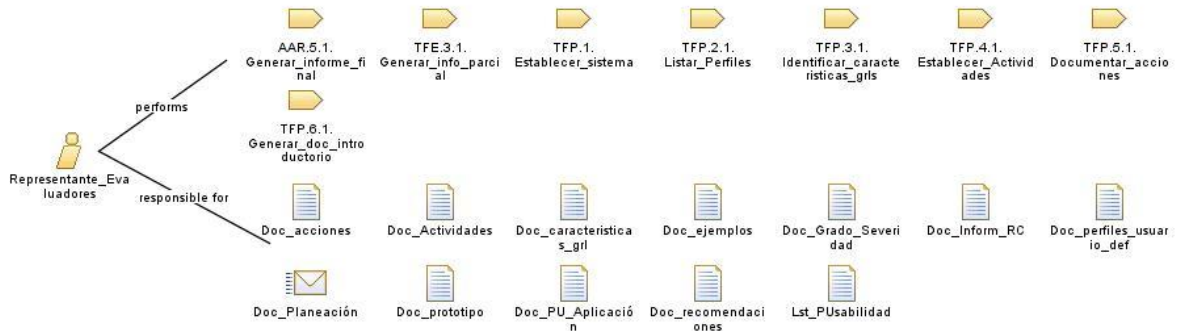 AAR.5.1.
Generar_informe_fi
nal
TFE.3.1.
Generar_info_parci
al
TFP.1.
Establecer_sistema
TFP.2.1.
Listar_Perfiles
TFP.3.1.
Identificar_caracte
risticas_grls
TFP.4.1.
Establecer_Activid
ades
TFP.5.1.
Documentar_accio
nes
performs
TFP.6.1.
Generar_doc_intro
ductorio
Representante_Eva
luadores
responsible for
Doc_acciones
Doc_Actividades
Doc_caracteristica
s_grl
Doc_ejemplos
Doc_Grado_Severi
dad
Doc_Inform_RC
Doc_perfiles_usuar
io_def
Doc_Planeación
Doc_prototipo
Doc_PU_Aplicació
n
Doc_recomendaci
ones
Lst_PUsabilidad